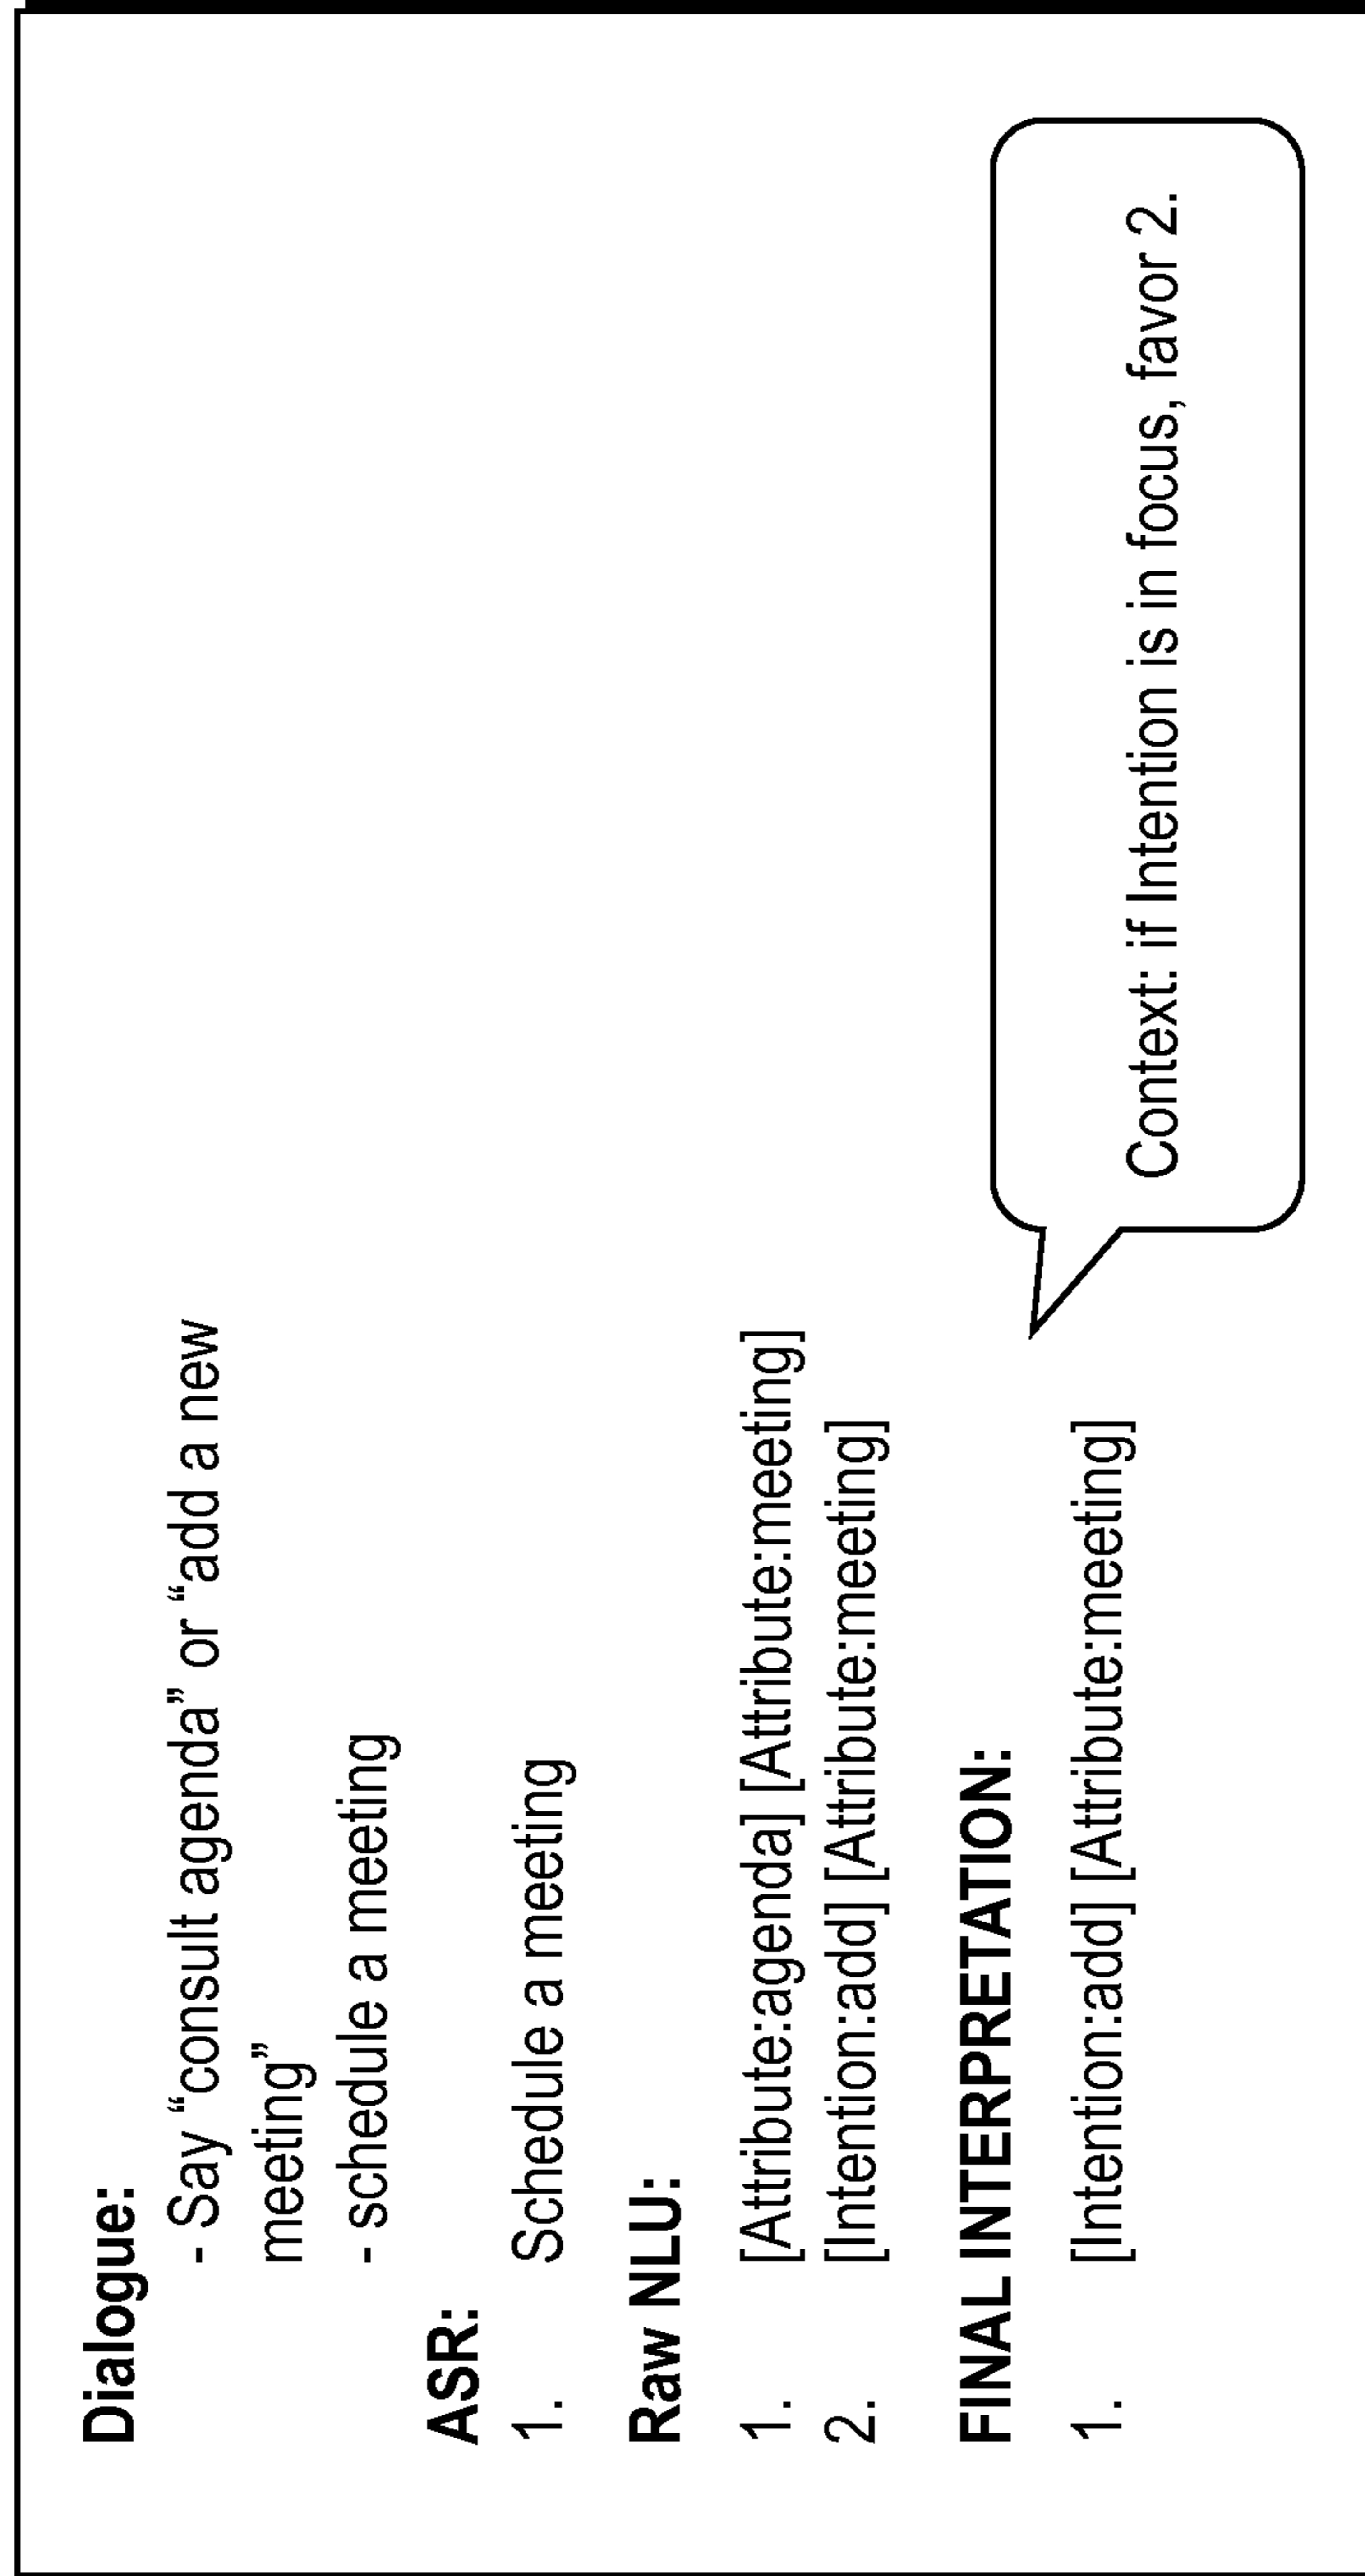 Dialogue:
- Say “consult agenda” or “add a new
meeting”
- schedule a meeting
ASR:
1. Schedule a meeting
Raw NLU:
1. [Attribute:agenda] [Attribute:meeting]
2. [Intention:add] [Attribute:meeting]
FINAL INTERPRETATION:
1. [Intention:add] [Attribute:meeting]
Context: if Intention is in focus, favor 2.